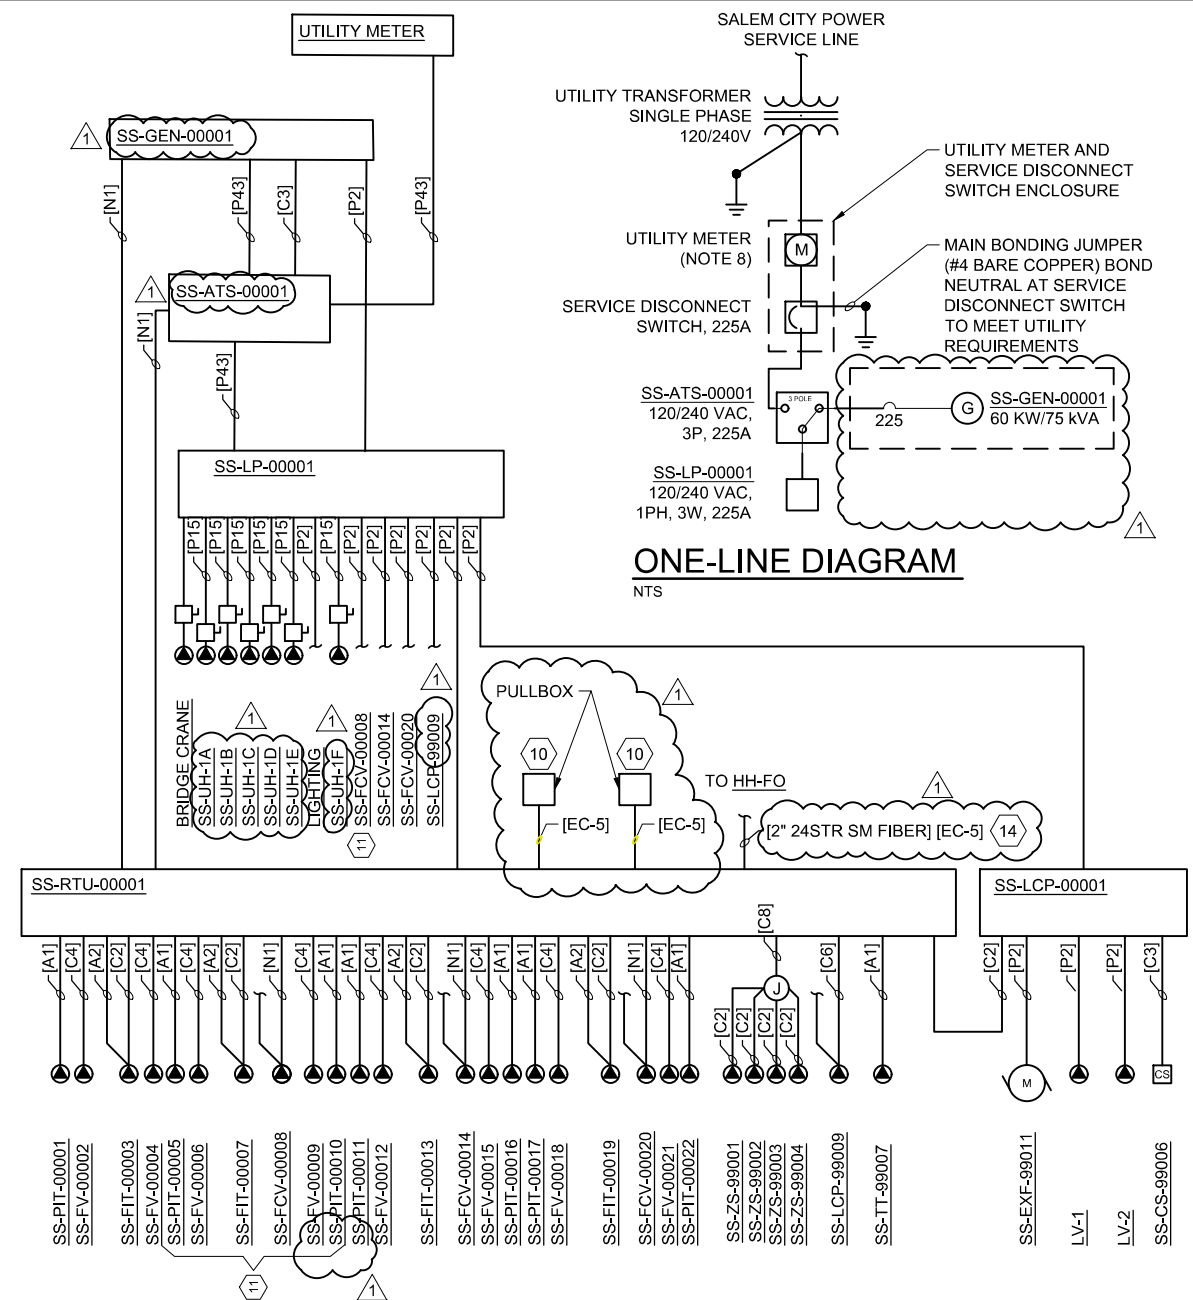 UTILITY METER
SALEM CITY POWER
SERVICE LINE
UTILITY TRANSFORMER
SINGLE PHASE
120/240V
1
SS-GEN-00001
[N1]
[P43]
[C3]
[P2]
[P43]
UTILITY METER AND
SERVICE DISCONNECT
SWITCH ENCLOSURE
UTILITY METER
(NOTE 8)
M
MAIN BONDING JUMPER
(#4 BARE COPPER) BOND
NEUTRAL AT SERVICE
DISCONNECT SWITCH
TO MEET UTILITY
REQUIREMENTS
1
SS-ATS-00001
[N1]
[P43]
SERVICE DISCONNECT
SWITCH, 225A
SS-ATS-00001
120/240 VAC,
3P, 225A
3 POLE
225
G
SS-GEN-00001
60 KW/75 kVA
SS-LP-00001
120/240 VAC,
1PH, 3W, 225A
1
ONE-LINE DIAGRAM
NTS
SS-LP-00001
[P15]
[P15]
[P15]
[P15]
[P15]
[P2]
[P15]
[P2]
[P2]
[P2]
[P2]
[P2]
[P2]
BRIDGE CRANE
SS-UH-1A
SS-UH-1B
SS-UH-1C
SS-UH-1D
SS-UH-1E
LIGHTING
SS-UH-1F
SS-FCV-00008
SS-FCV-00014
SS-FCV-00020
SS-LCP-99009
1
1
1
11
PULLBOX
1
10
10
[EC-5]
[EC-5]
TO HH-FO
1
[2" 24STR SM FIBER] [EC-5]
14
SS-RTU-00001
SS-LCP-00001
[A1]
[C4]
[A2]
[C2]
[C4]
[A1]
[C4]
[A2]
[C2]
[N1]
[C4]
[A1]
[A1]
[C4]
[A2]
[C2]
[N1]
[C4]
[A1]
[A1]
[C4]
[A2]
[C2]
[N1]
[C4]
[A1]
[C8]
J
[C2]
[C2]
[C2]
[C2]
[C6]
[A1]
[C2]
[P2]
[P2]
[P2]
[C3]
M
CS
SS-PIT-00001
SS-FV-00002
SS-FIT-00003
SS-FV-00004
SS-PIT-00005
SS-FV-00006
SS-FIT-00007
SS-FCV-00008
SS-FV-00009
SS-PIT-00010
SS-PIT-00011
SS-FV-00012
SS-FIT-00013
SS-FCV-00014
SS-FV-00015
SS-PIT-00016
SS-PIT-00017
SS-FV-00018
SS-FIT-00019
SS-FCV-00020
SS-FV-00021
SS-PIT-00022
SS-ZS-99001
SS-ZS-99002
SS-ZS-99003
SS-ZS-99004
SS-LCP-99009
SS-TT-99007
SS-EXF-99011
LV-1
LV-2
SS-CS-99006
11
1